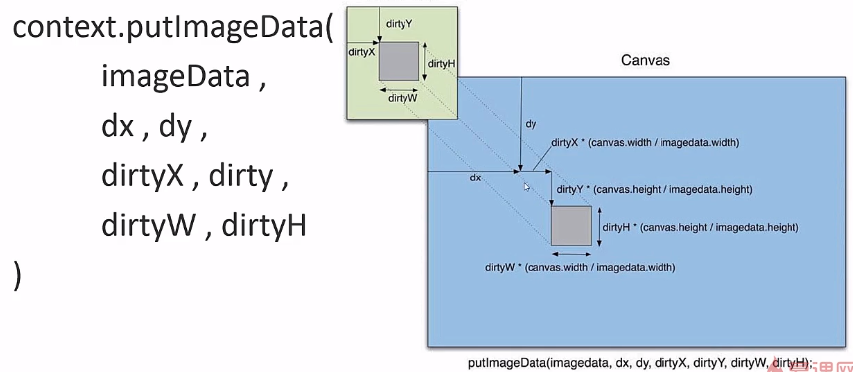 context.putImageData(
imageData ,
dx , dy ,
dirtyX , dirty ,
dirtyW , dirtyH
)
dirtyY
dirtyX
dirtyH
dirtyW
Canvas
dy
dirtyX * (canvas.width / imagedata.width)
dx
dirtyY * (canvas.height / imagedata.height)
dirtyH * (canvas.height / imagedata.height)
dirtyW * (canvas.width / imagedata.width)
putImageData(imagedata, dx, dy, dirtyX, dirtyY, dirtyW, dirtyH);